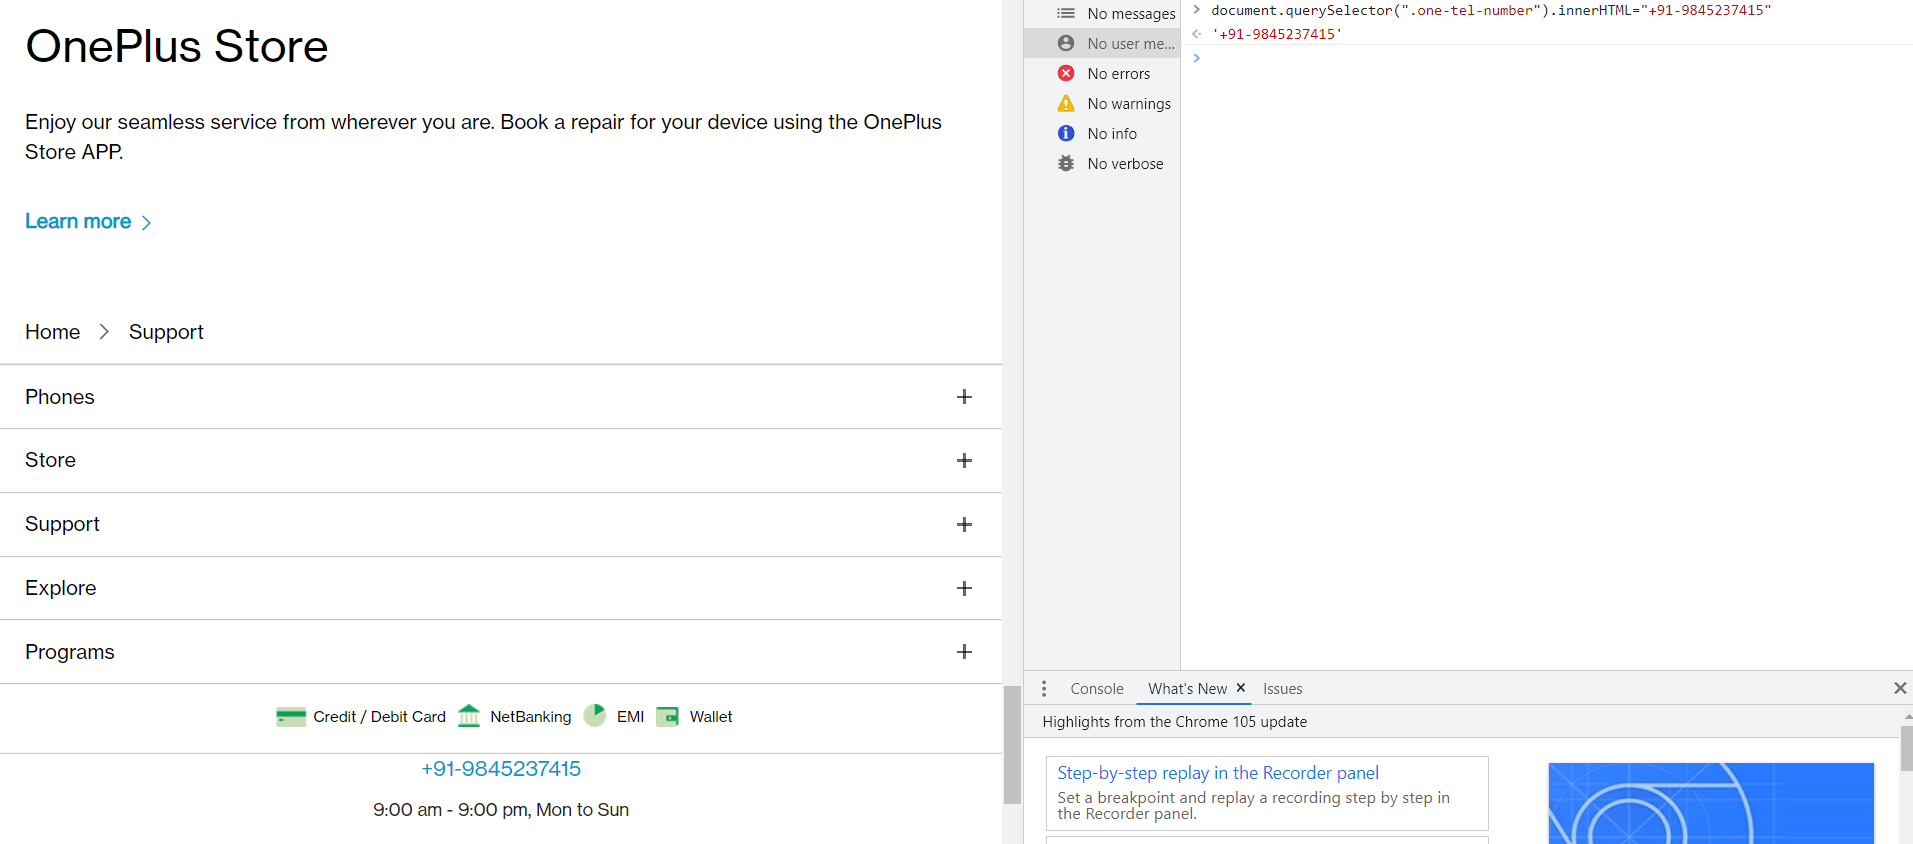 OnePlus Store
Enjoy our seamless service from wherever you are. Book a repair for your device using the OnePlus
Store APP.
Learn more
Home > Support
Phones +
Store +
Support +
Explore +
Programs +
Credit / Debit Card NetBanking EMI Wallet
+91-9845237415
9:00 am - 9:00 pm, Mon to Sun
No messages
No user me...
No errors
No warnings
No info
No verbose
> document.querySelector(".one-tel-number").innerHTML="+91-9845237415"
'+91-9845237415'
>
Console What's New × Issues
Highlights from the Chrome 105 update
Step-by-step replay in the Recorder panel
Set a breakpoint and replay a recording step by step in
the Recorder panel.